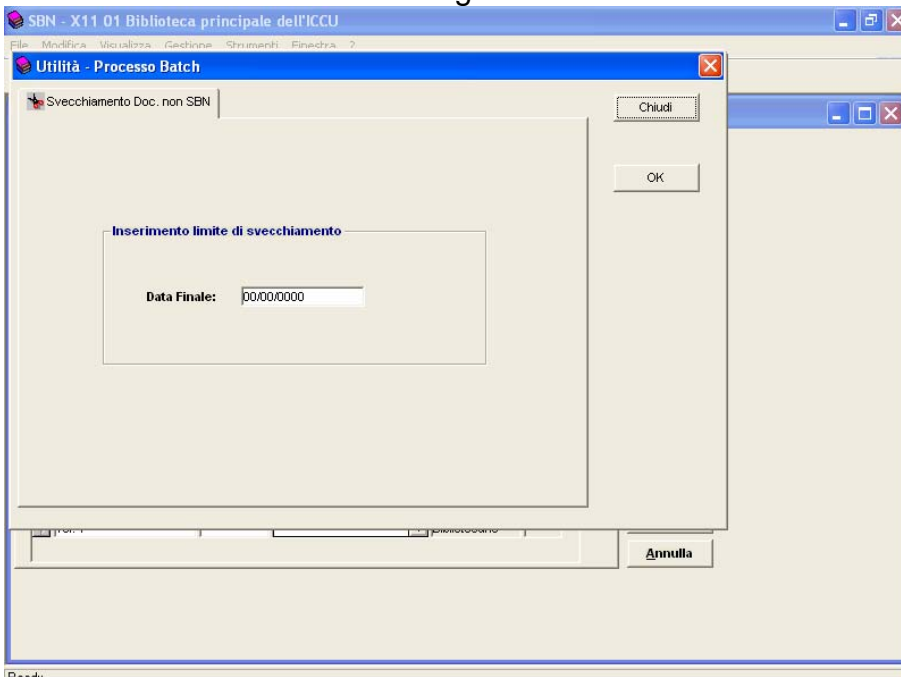 SBN - X11 01 Biblioteca principale dell'ICCU
File Modifica Visualizza Gestione Strumenti Finestra ?
Utilità - Processo Batch
Svecchiamento Doc. non SBN
Chiudi
OK
Inserimento limite di svecchiamento
Data Finale: 00/00/0000
Annulla